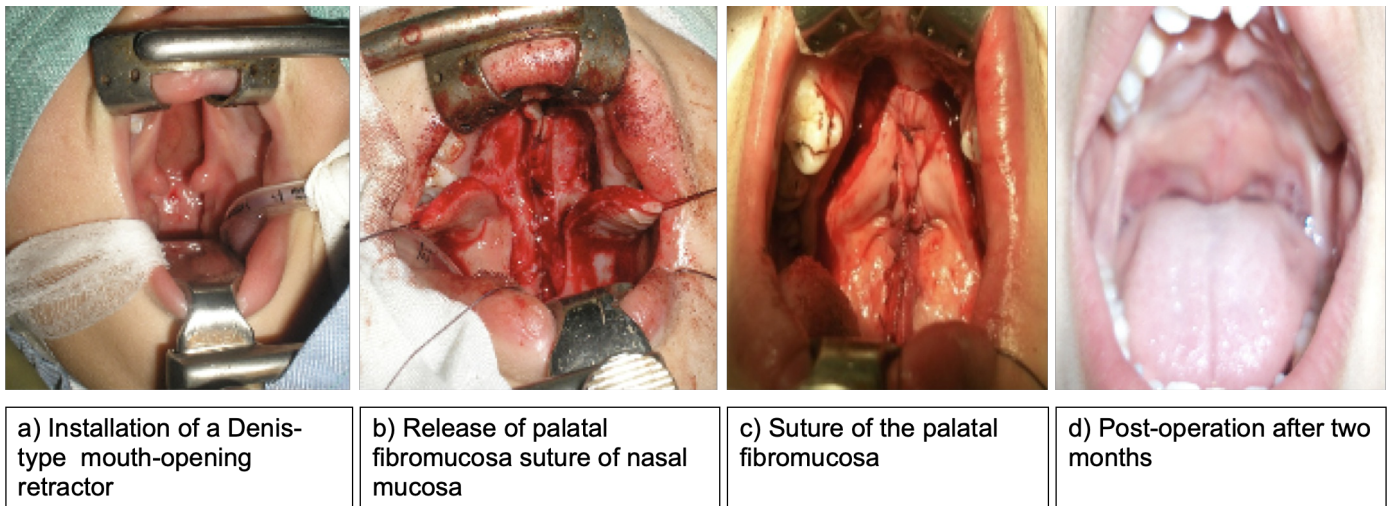 a) Installation of a Denis-
type mouth-opening
retractor
b) Release of palatal
fibromucosa suture of nasal
mucosa
c) Suture of the palatal
fibromucosa
d) Post-operation after two
months